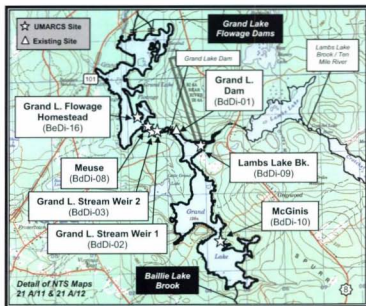 UMARCS Site
Existing Site
Grand Lake
Flowage Dams
Lambs Lake
Brook / Ten
Mile River
Grand Lake Dam
101
Grand L.
Dam
(BdDi-01)
Grand L. Flowage
Homestead
(BeDi-16)
Meuse
(BdDi-08)
Grand L. Stream Weir 2
(BdDi-03)
Grand L. Stream Weir 1
(BdDi-02)
Lambs Lake Bk.
(BdDi-09)
McGinis
(BdDi-10)
Grand
Lake
Baillie Lake
Brook
Detail of NTS Maps
21 A/11 & 21 A/12
8